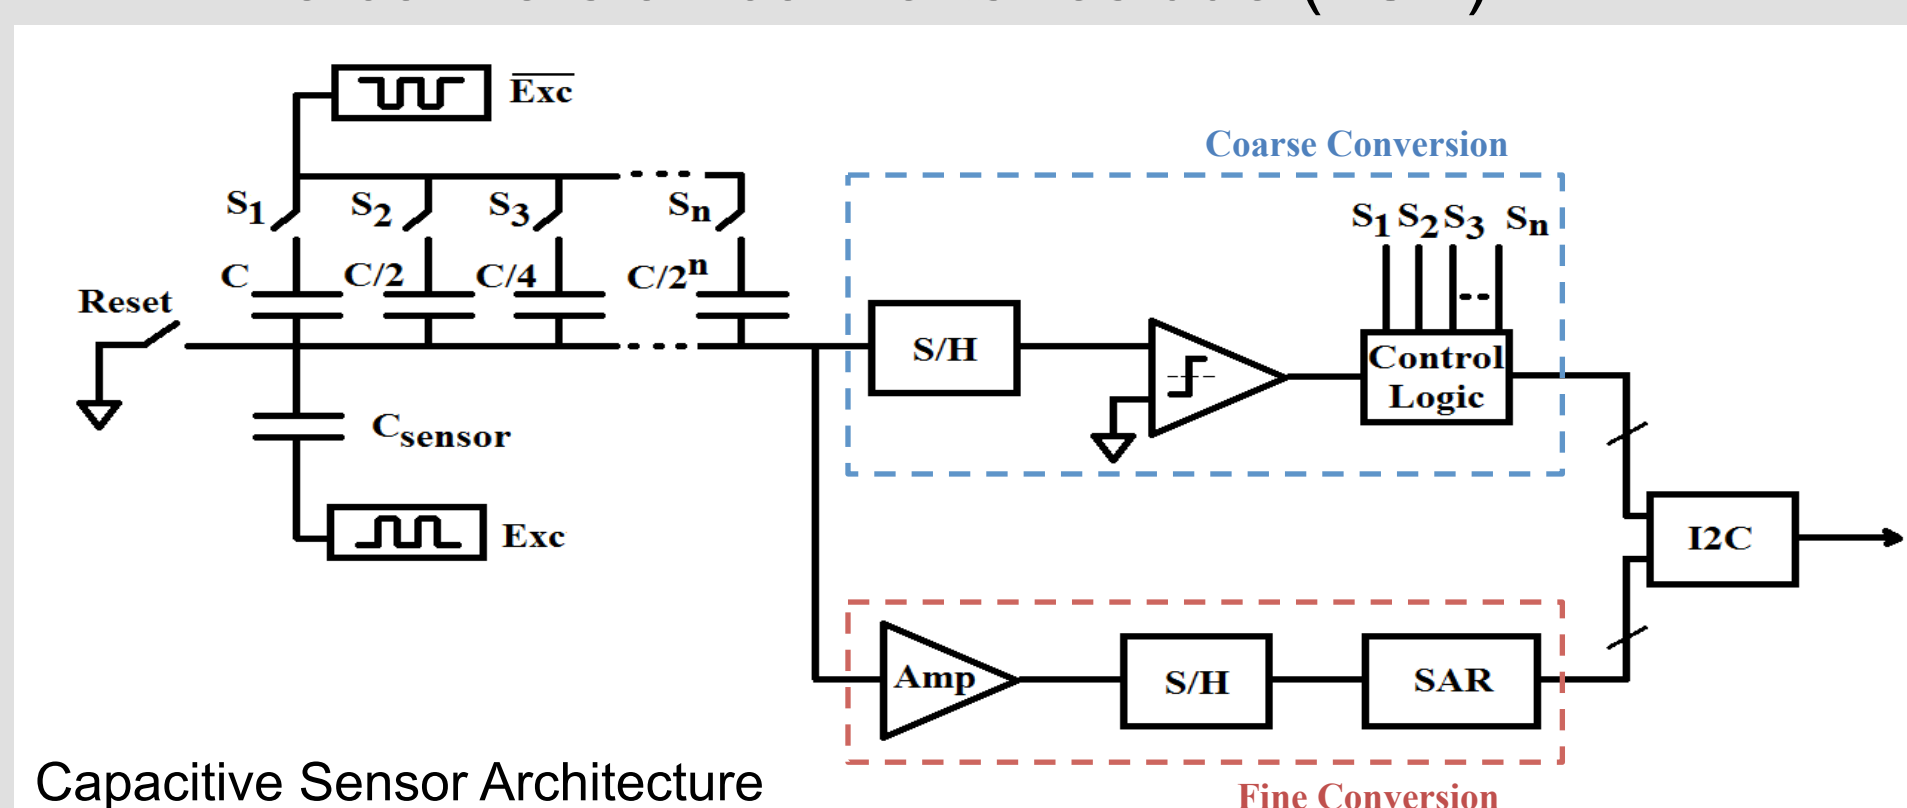 Exc
Coarse Conversion
S1 S2 S3 Sn
S1 S2 S3 Sn
C C/2 C/4 C/2^n
Reset
S/H
Control
Logic
Csensor
Exc
I2C
Amp
S/H
SAR
Capacitive Sensor Architecture
Fine Conversion